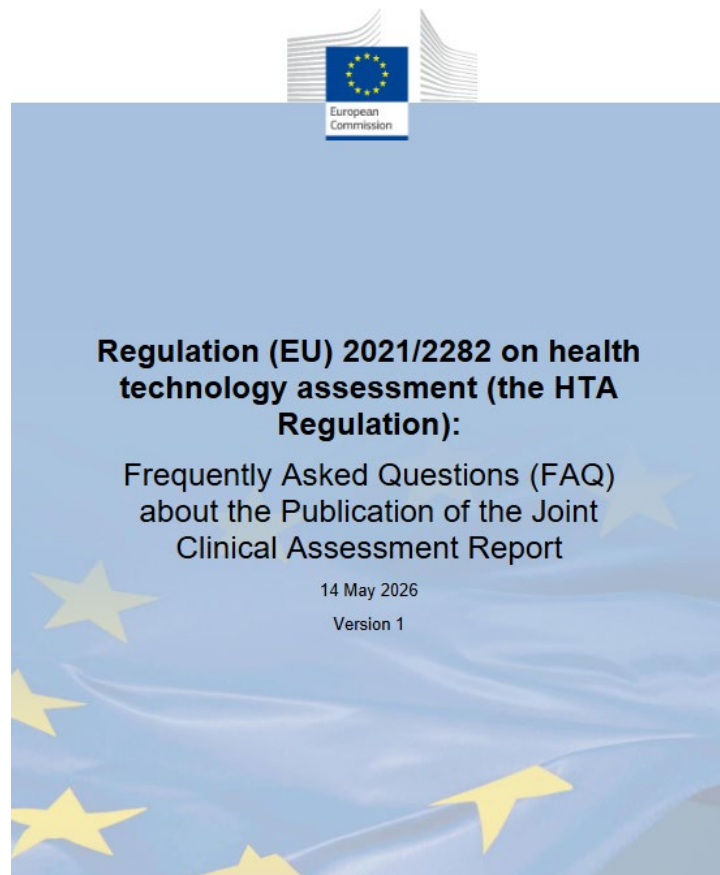 European
Commission
Regulation (EU) 2021/2282 on health
technology assessment (the HTA
Regulation):
Frequently Asked Questions (FAQ)
about the Publication of the Joint
Clinical Assessment Report
14 May 2026
Version 1